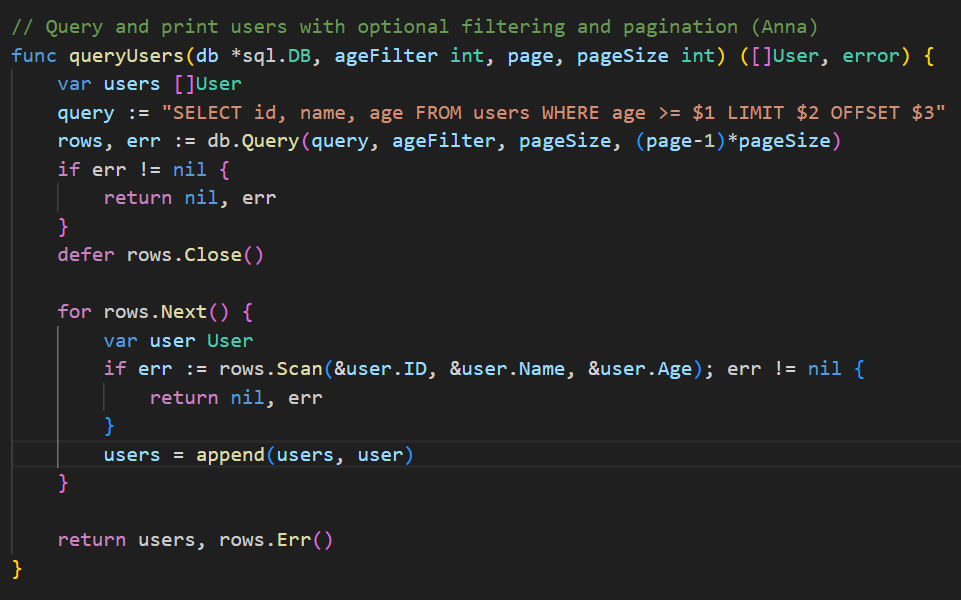 // Query and print users with optional filtering and pagination (Anna)
func queryUsers(db *sql.DB, ageFilter int, page, pageSize int) ([]User, error) {
    var users []User
    query := "SELECT id, name, age FROM users WHERE age >= $1 LIMIT $2 OFFSET $3"
    rows, err := db.Query(query, ageFilter, pageSize, (page-1)*pageSize)
    if err != nil {
        return nil, err
    }
    defer rows.Close()

    for rows.Next() {
        var user User
        if err := rows.Scan(&user.ID, &user.Name, &user.Age); err != nil {
            return nil, err
        }
        users = append(users, user)
    }

    return users, rows.Err()
}